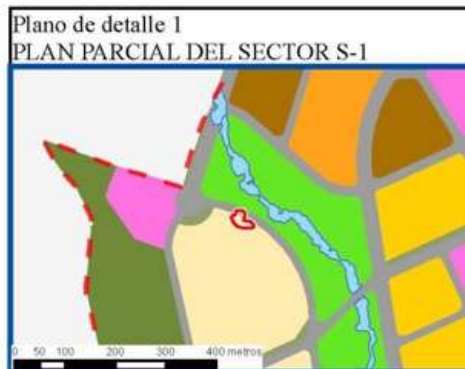 Plano de detalle 1
PLAN PARCIAL DEL SECTOR S-1
0 50 100 200 300 400 metros